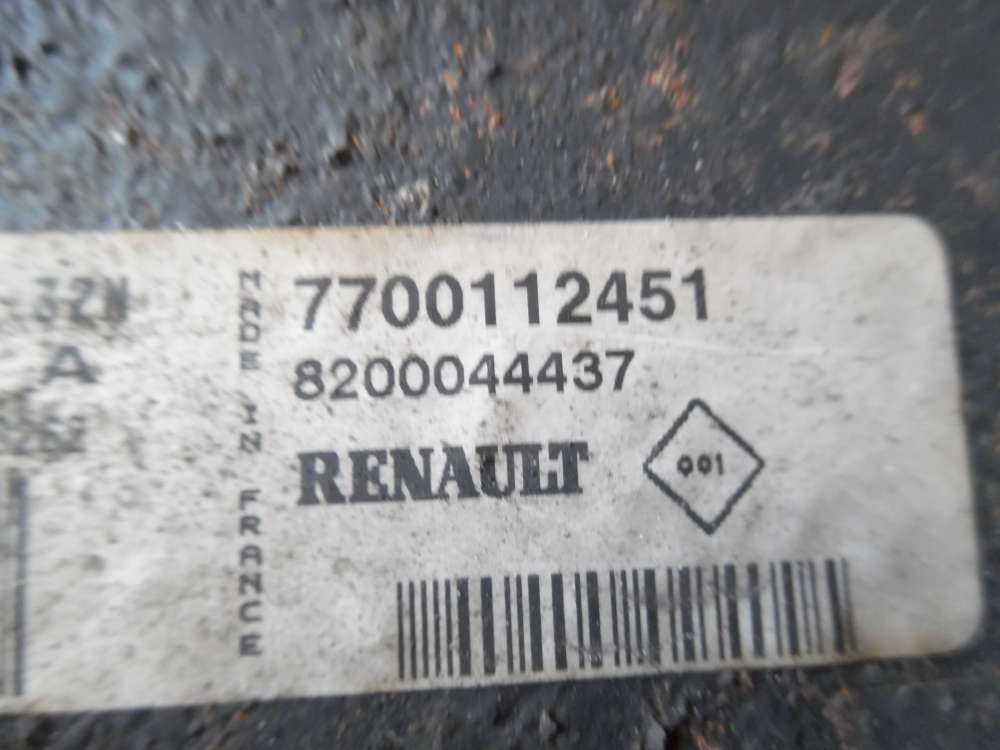 A
MADE IN FRANCE
7700112451
8200044437
RENAULT
001